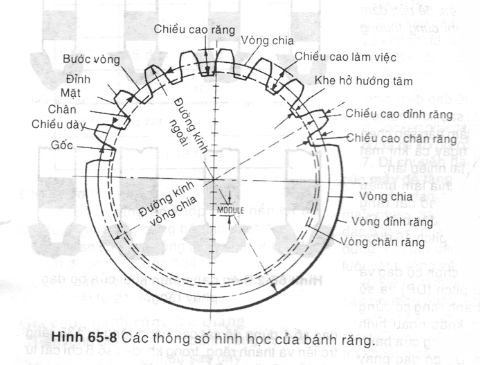 Chiều cao răng
Bước vòng
Vòng chia
Đỉnh
Chiều cao làm việc
Mặt
Khe hở hướng tâm
Chân
Chiều dày
Chiều cao đỉnh răng
Gốc
Chiều cao chân răng
Đường kính
ngoài
Đường kính
vòng chia
MODULE
Vòng chia
Vòng đỉnh răng
Vòng chân răng
Hình 65-8 Các thông số hình học của bánh răng.